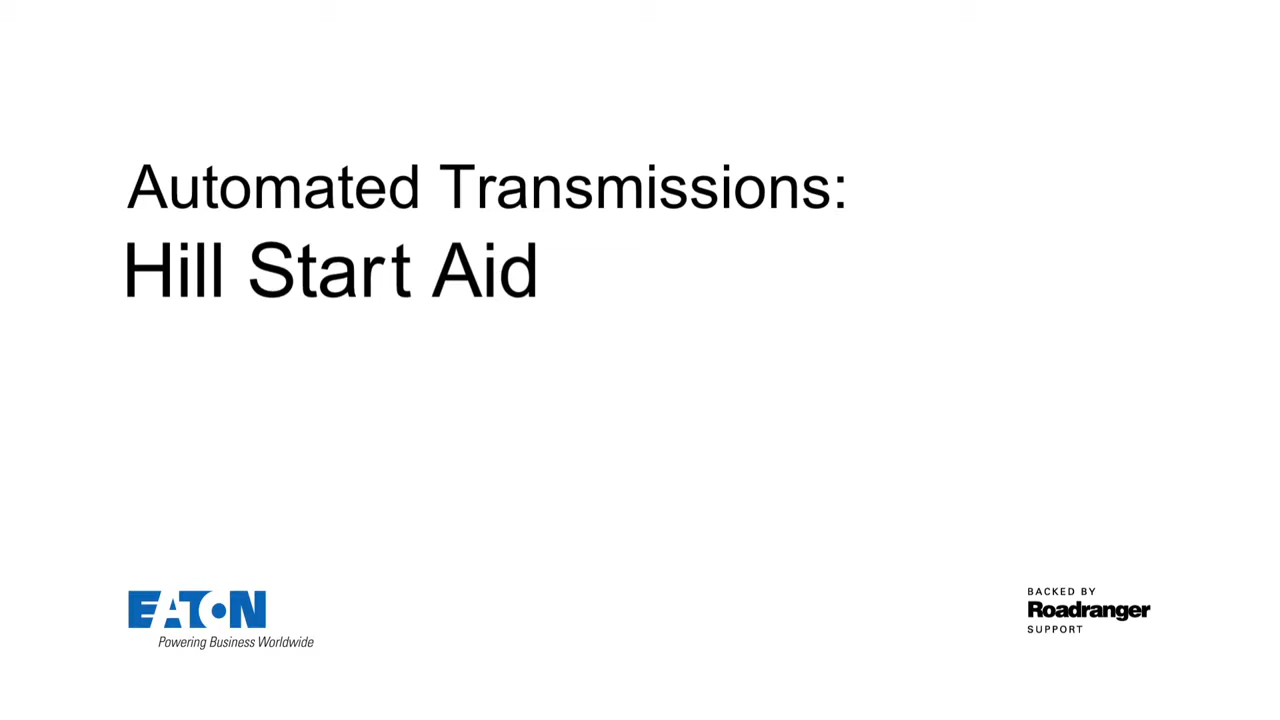 Automated Transmissions:
Hill Start Aid
EATON
Powering Business Worldwide
BACKED BY
Roadranger
SUPPORT